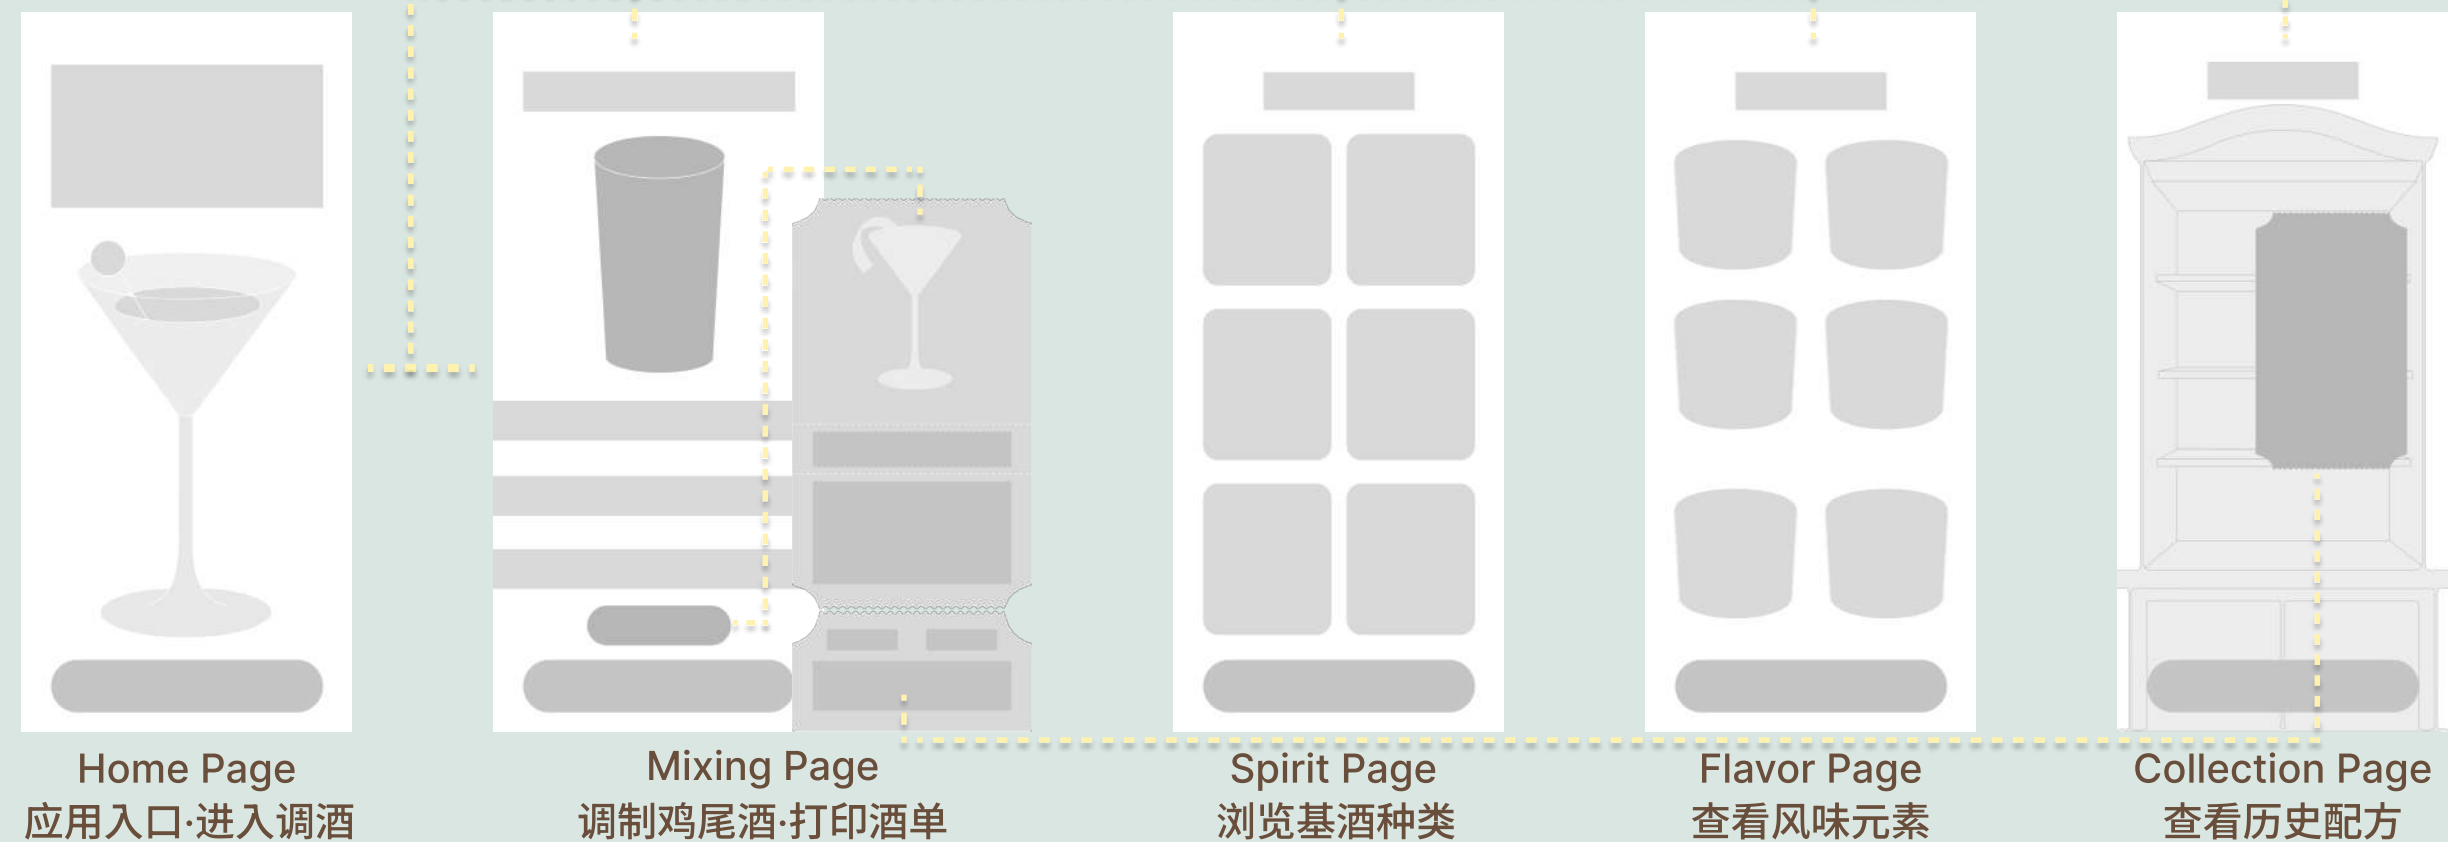 Home Page
应用入口·进入调酒
Mixing Page
调制鸡尾酒·打印酒单
Spirit Page
浏览基酒种类
Flavor Page
查看风味元素
Collection Page
查看历史配方